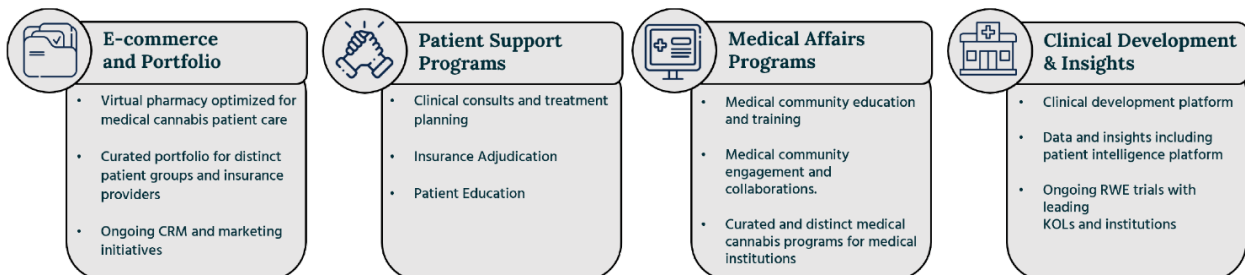 E-commerce
and Portfolio
• Virtual pharmacy optimized for
medical cannabis patient care
• Curated portfolio for distinct
patient groups and insurance
providers
• Ongoing CRM and marketing
initiatives
Patient Support
Programs
• Clinical consults and treatment
planning
• Insurance Adjudication
• Patient Education
Medical Affairs
Programs
• Medical community education
and training
• Medical community
engagement and
collaborations.
• Curated and distinct medical
cannabis programs for medical
institutions
Clinical Development
& Insights
• Clinical development platform
• Data and insights including
patient intelligence platform
• Ongoing RWE trials with
leading
KOLs and institutions